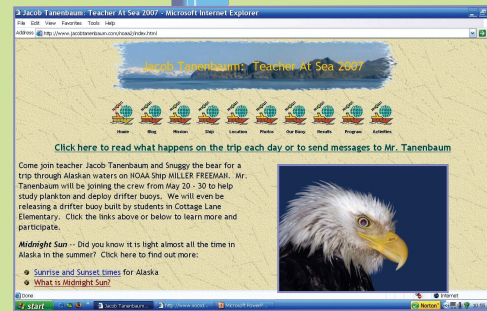 Jacob Tanenbaum: Teacher At Sea 2007 - Microsoft Internet Explorer
File Edit View Favorites Tools Help
Address http://www.jacobtanenbaum.com/noaa2/index.html
Jacob Tanenbaum: Teacher At Sea 2007
Home Blog Mission Ship Location Photos Our Buoy Results Program Activities
Click here to read what happens on the trip each day or to send messages to Mr. Tanenbaum
Come join teacher Jacob Tanenbaum and Snuggy the bear for a
trip through Alaskan waters on NOAA Ship MILLER FREEMAN. Mr.
Tanenbaum will be joining the crew from May 20 - 30 to help
study plankton and deploy drifter buoys. We will even be
releasing a drifter buoy built by students in Cottage Lane
Elementary. Click the links above or below to learn more and
participate.
Midnight Sun -- Did you know it is light almost all the time in
Alaska in the summer? Click here to find out more:
Sunrise and Sunset times for Alaska
What is Midnight Sun?
Done Internet
start Jacob Tanenbaum... Microsoft PowerP... Norton